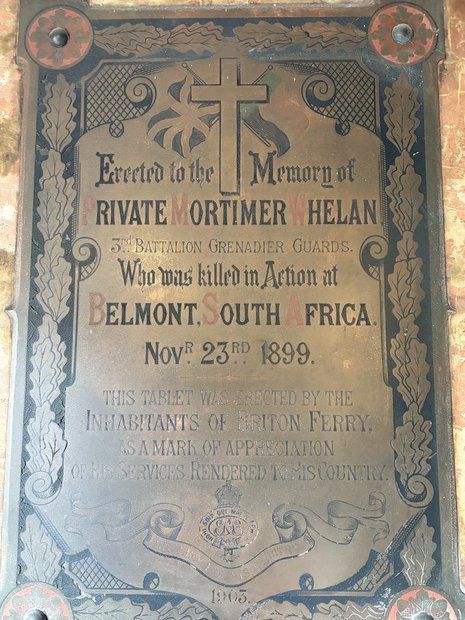 Erected to the Memory of
PRIVATE MORTIMER WHELAN
3RD BATTALION GRENADIER GUARDS.
Who was killed in Action at
BELMONT, SOUTH AFRICA.
NOVR. 23RD 1899.
THIS TABLET WAS ERECTED BY THE
INHABITANTS OF BRITON FERRY,
AS A MARK OF APPRECIATION
OF HIS SERVICES RENDERED TO HIS COUNTRY.
1903.